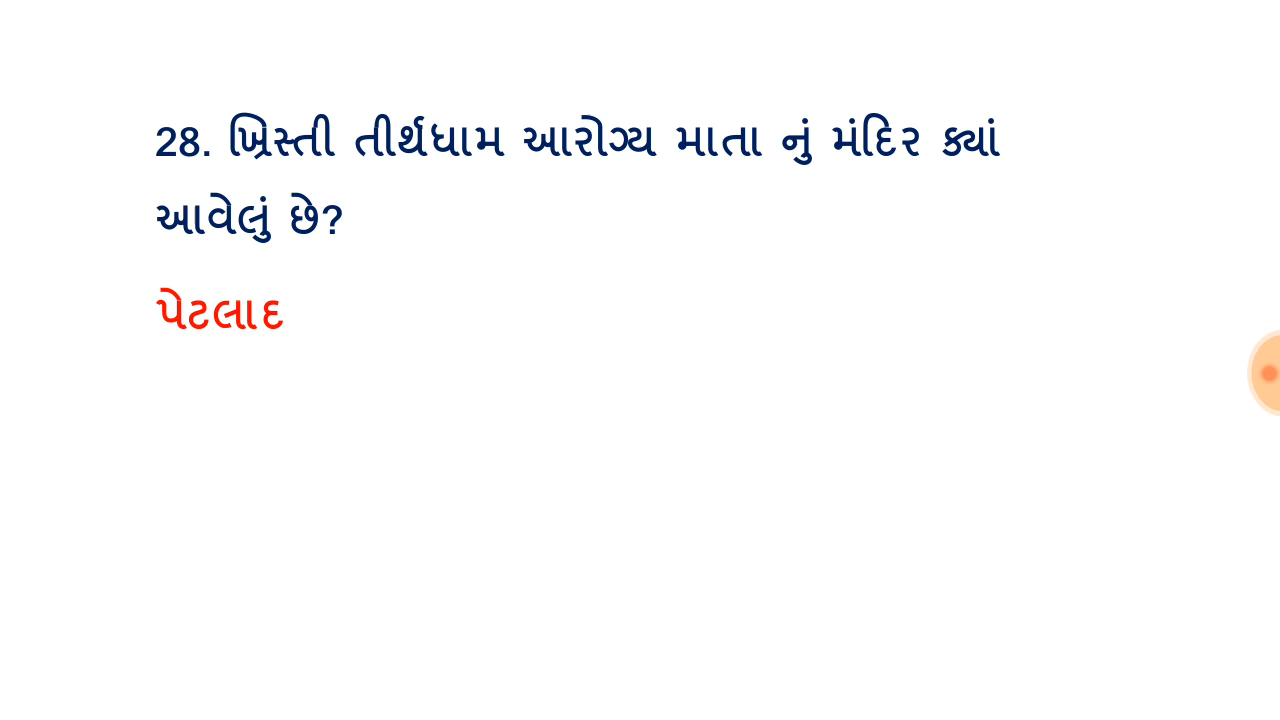 28. ખ્રિસ્તી તીર્થધામ આરોગ્ય માતા નું મંદિર ક્યાં
આવેલું છે?
પેટલાદ